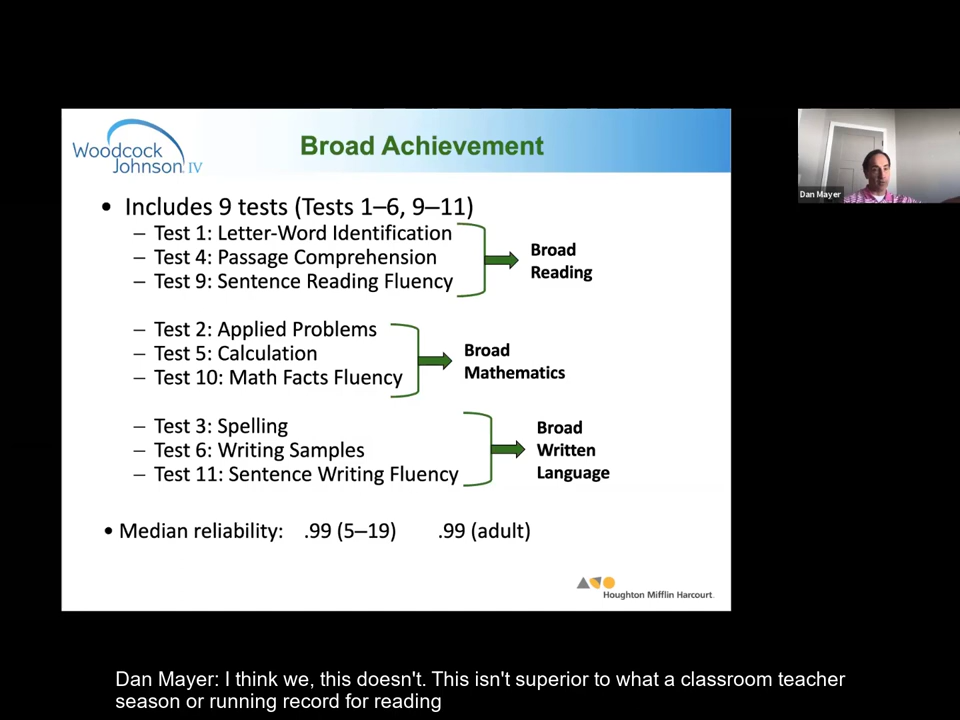 Woodcock
Johnson IV
Broad Achievement
• Includes 9 tests (Tests 1–6, 9–11)
– Test 1: Letter-Word Identification
– Test 4: Passage Comprehension
– Test 9: Sentence Reading Fluency
Broad
Reading
– Test 2: Applied Problems
– Test 5: Calculation
– Test 10: Math Facts Fluency
Broad
Mathematics
– Test 3: Spelling
– Test 6: Writing Samples
– Test 11: Sentence Writing Fluency
Broad
Written
Language
• Median reliability: .99 (5–19) .99 (adult)
Houghton Mifflin Harcourt
Dan Mayer
Dan Mayer: I think we, this doesn't. This isn't superior to what a classroom teacher
season or running record for reading